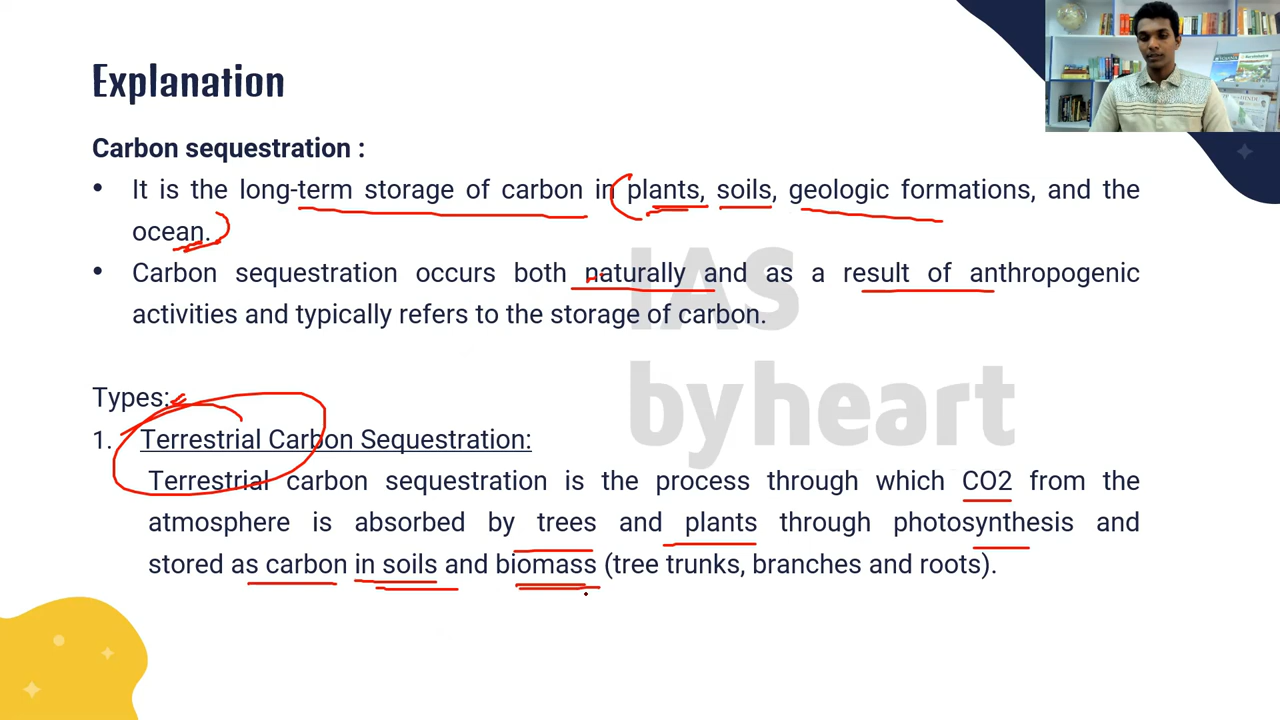 Explanation
Carbon sequestration :
• It is the long-term storage of carbon in plants, soils, geologic formations, and the
ocean.
• Carbon sequestration occurs both naturally and as a result of anthropogenic
activities and typically refers to the storage of carbon.
IAS
by heart
Types:
1. Terrestrial Carbon Sequestration:
Terrestrial carbon sequestration is the process through which CO2 from the
atmosphere is absorbed by trees and plants through photosynthesis and
stored as carbon in soils and biomass (tree trunks, branches and roots).